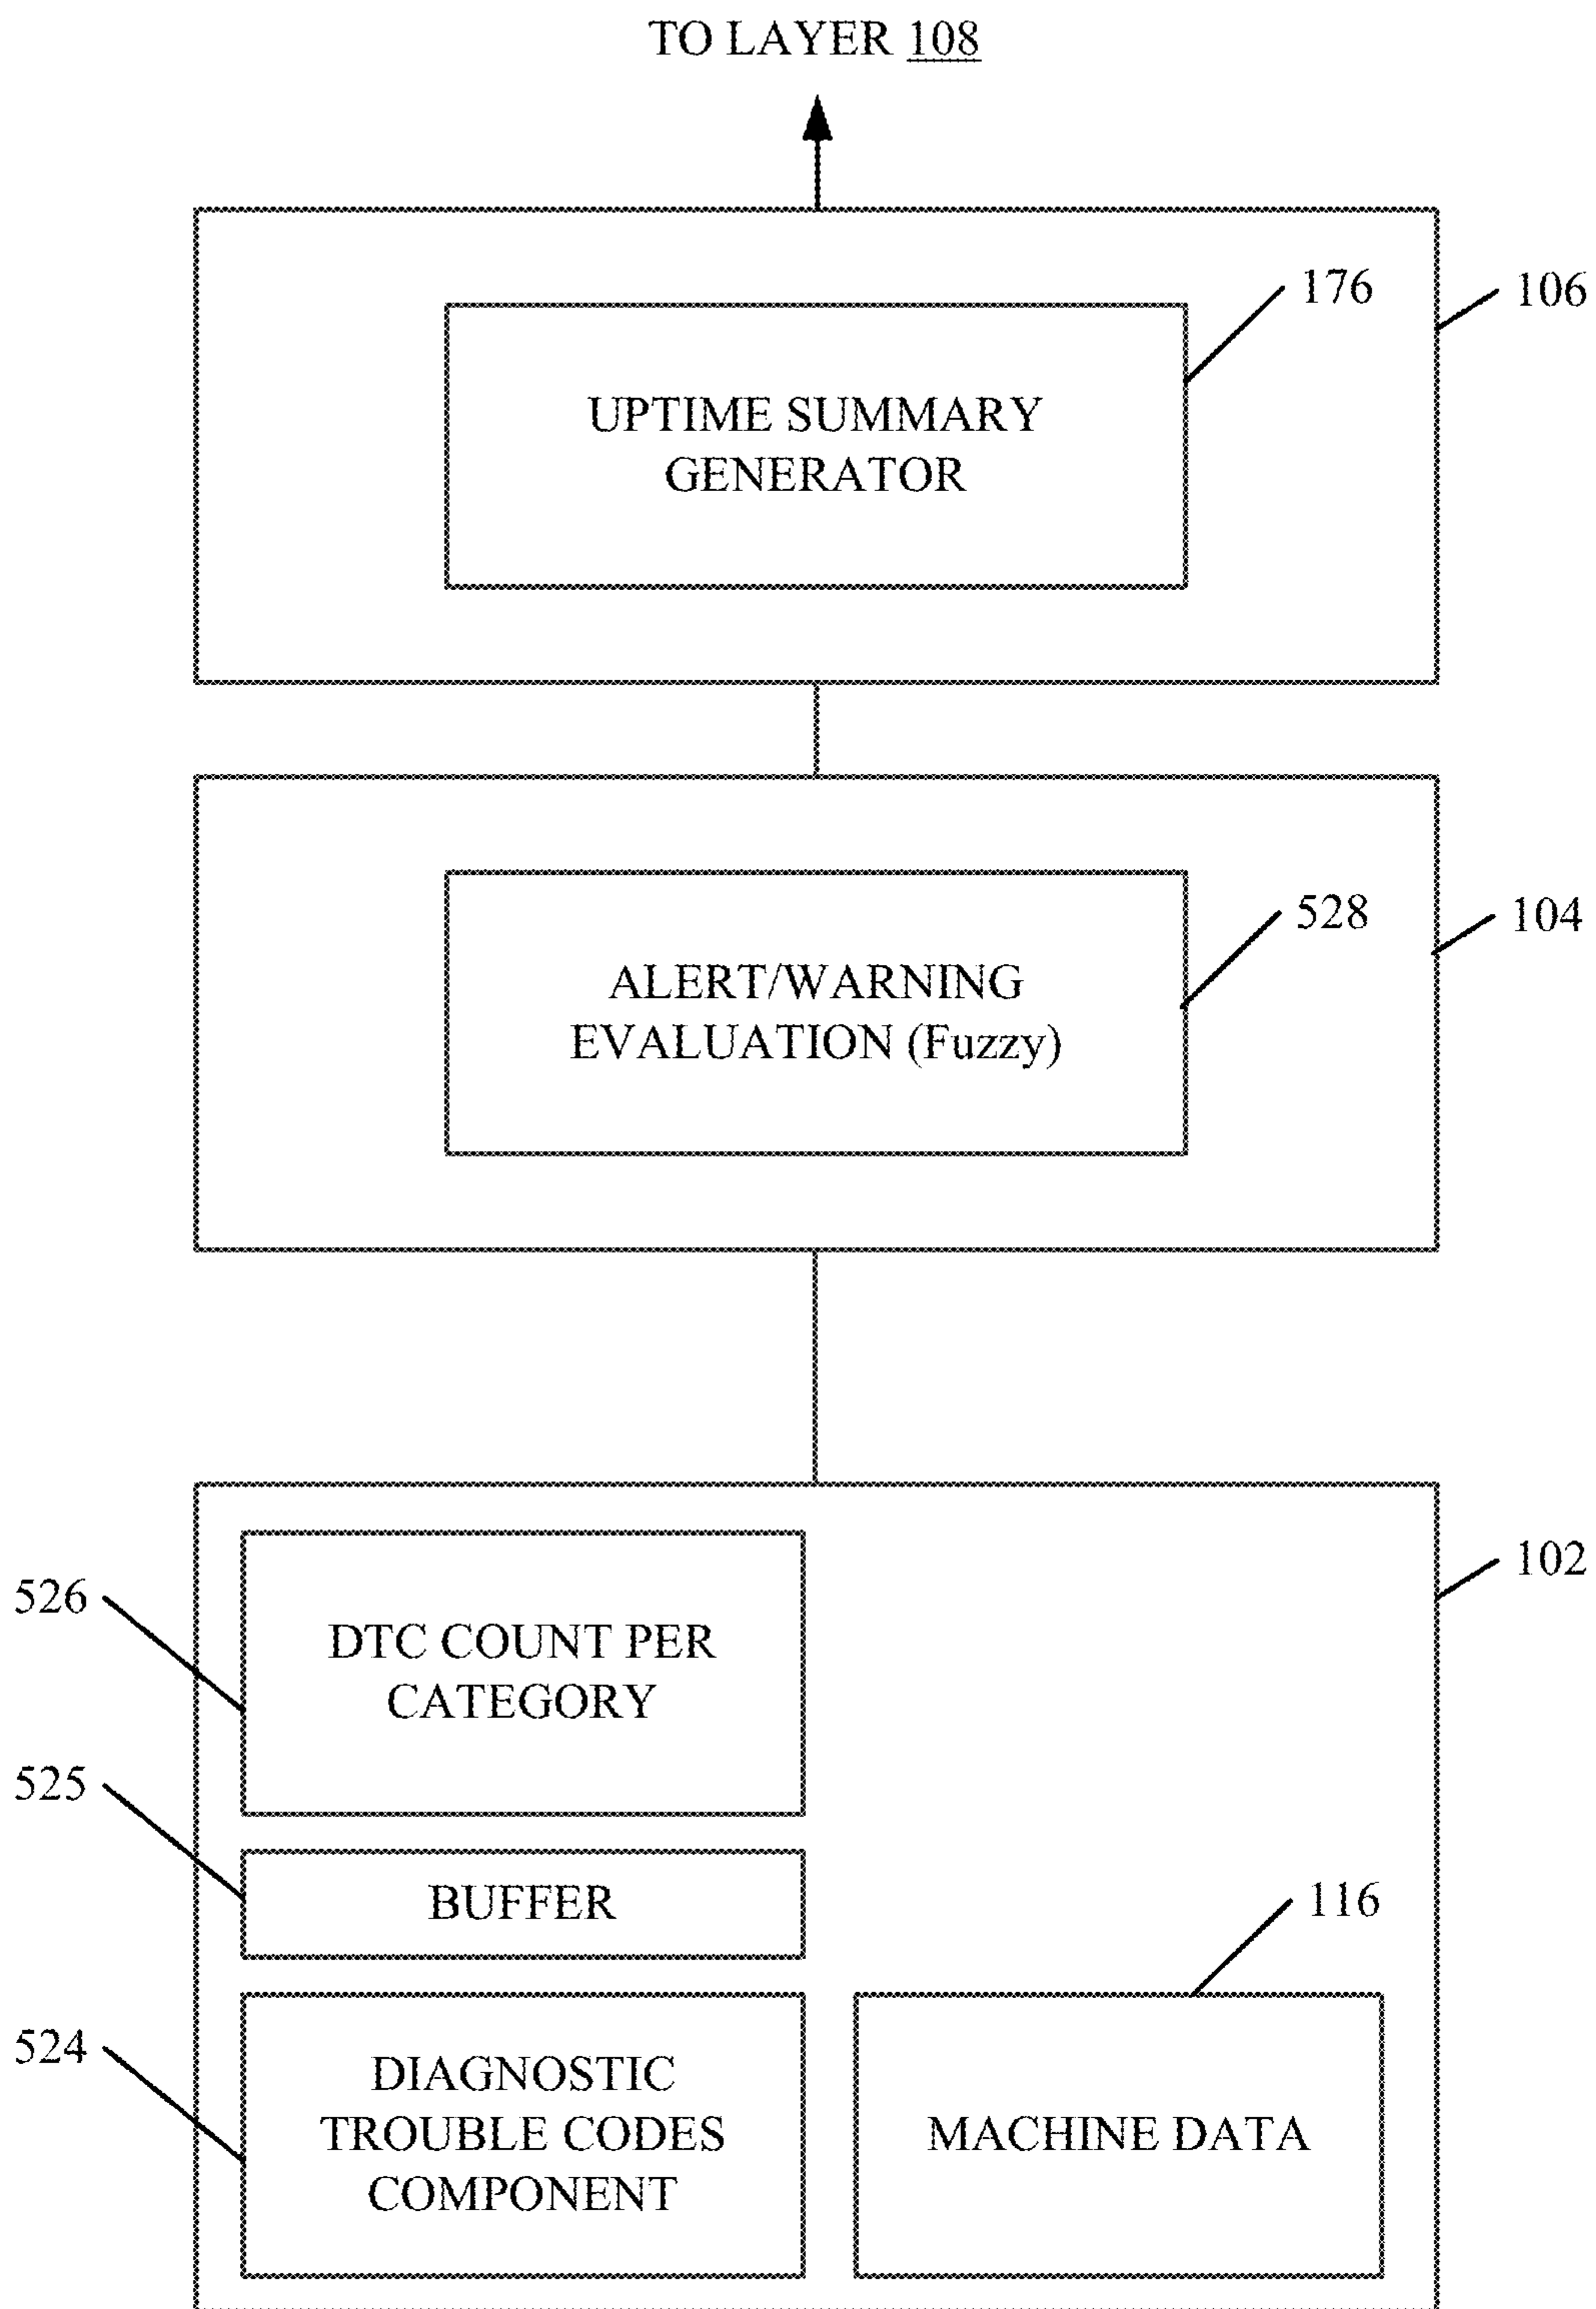 TO LAYER 108
176
106
UPTIME SUMMARY
GENERATOR
528
104
ALERT/WARNING
EVALUATION (Fuzzy)
102
526
DTC COUNT PER
CATEGORY
525
BUFFER
116
524
DIAGNOSTIC
TROUBLE CODES
COMPONENT
MACHINE DATA